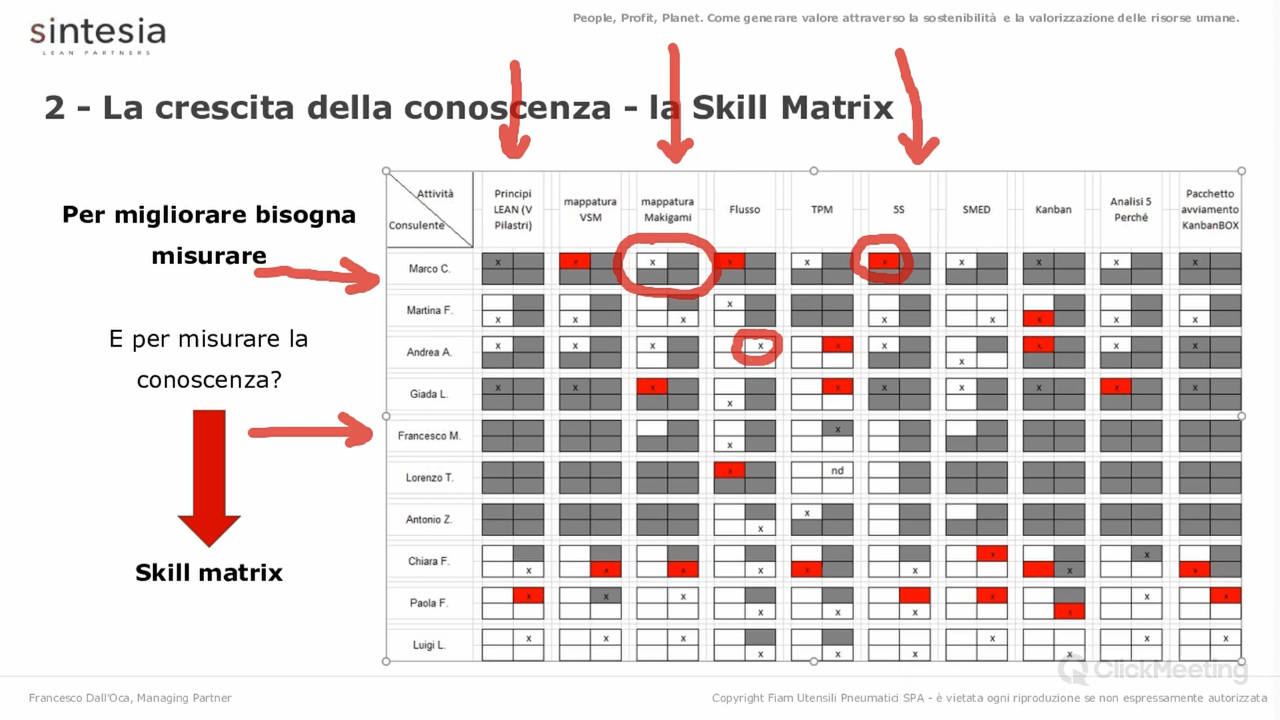 sintesia
LEAN PARTNERS
People, Profit, Planet. Come generare valore attraverso la sostenibilità e la valorizzazione delle risorse umane.
2 - La crescita della conoscenza - la Skill Matrix
Per migliorare bisogna
misurare
E per misurare la
conoscenza?
Skill matrix
Attività
Consulente
Principi
LEAN (V
Pilastri)
mappatura
VSM
mappatura
Makigami
Flusso
TPM
5S
SMED
Kanban
Analisi 5
Perché
Pacchetto
avviamento
KanbanBOX
Marco C.
x x x x x x x x x x
Martina F.
x
x x x x x x x x
Andrea A.
x x x x x x x x x
x
Giada L.
x x x x x x x x x
x
Francesco M.
x
x
Lorenzo T.
x nd
Antonio Z.
x
x
Chiara F.
x x
x x x x x x x x
Paola F.
x x x x x x
x x x x
Luigi L.
x x x x x x
x x x x
ClickMeeting
Francesco Dall'Oca, Managing Partner
Copyright Fiam Utensili Pneumatici SPA - è vietata ogni riproduzione se non espressamente autorizzata